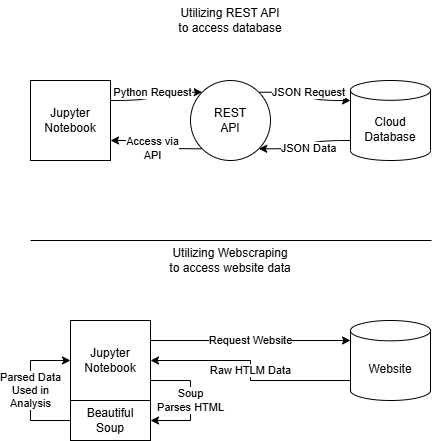 Utilizing REST API
to access database
Jupyter
Notebook
Python Request
REST
API
JSON Request
Cloud
Database
Access via
API
JSON Data
Utilizing Webscraping
to access website data
Jupyter
Notebook
Request Website
Website
Raw HTLM Data
Parsed Data
Used in
Analysis
Soup
Parses HTML
Beautiful
Soup